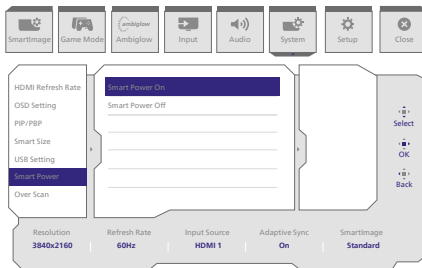 ambiglow
SmartImage Game Mode Ambiglow Input Audio System Setup Close
HDMI Refresh Rate
OSD Setting
PIP/PBP
Smart Size
USB Setting
Smart Power
Over Scan
Smart Power On
Smart Power Off
Select
OK
Back
Resolution Refresh Rate Input Source Adaptive Sync SmartImage
3840x2160 60Hz HDMI 1 On Standard